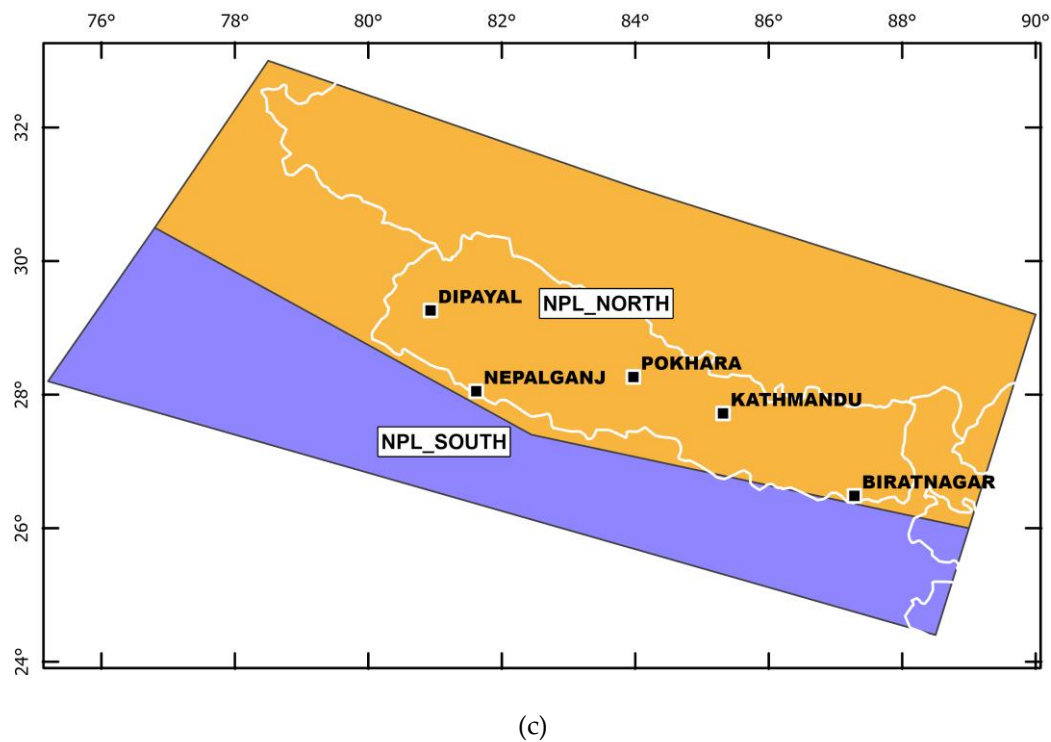 76° 78° 80° 82° 84° 86° 88° 90°
32°
30°
DIPAYAL
NPL_NORTH
POKHARA
28°
NEPALGANJ
KATHMANDU
NPL_SOUTH
BIRATNAGAR
26°
24°
(c)